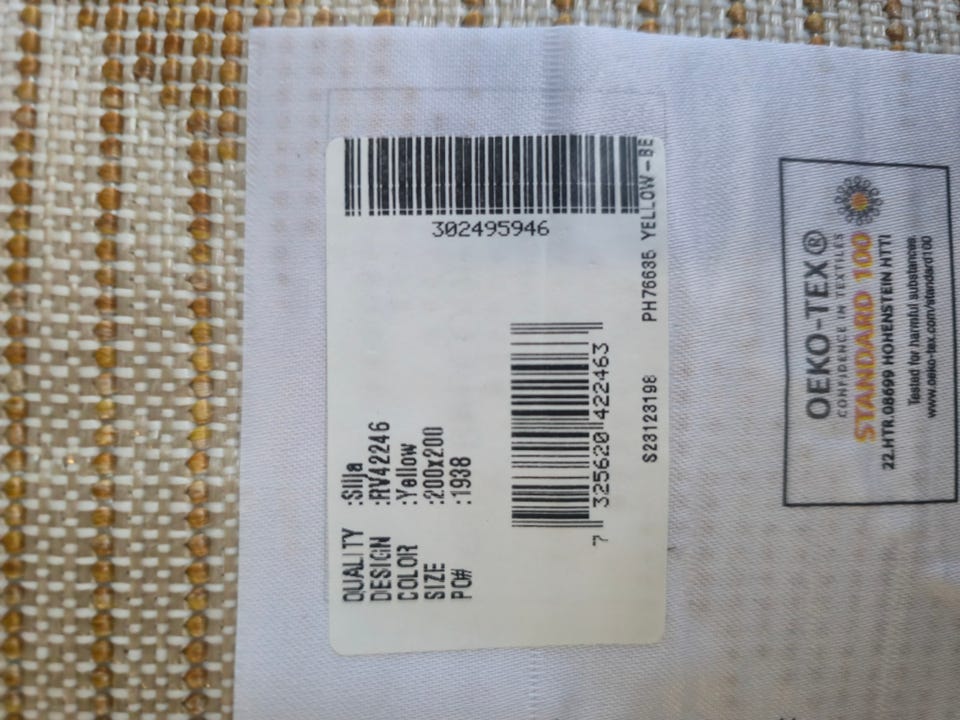 302495946
QUALITY :Silja
DESIGN :RV42246
COLOR :Yellow
SIZE :200x200
PO# :1938
7 325620 422463
S23123198 PH76635 YELLOW-BE
OEKO-TEX®
CONFIDENCE IN TEXTILES
STANDARD 100
22.HTR.08699 HOHENSTEIN HTTI
Tested for harmful substances.
www.oeko-tex.com/standard100